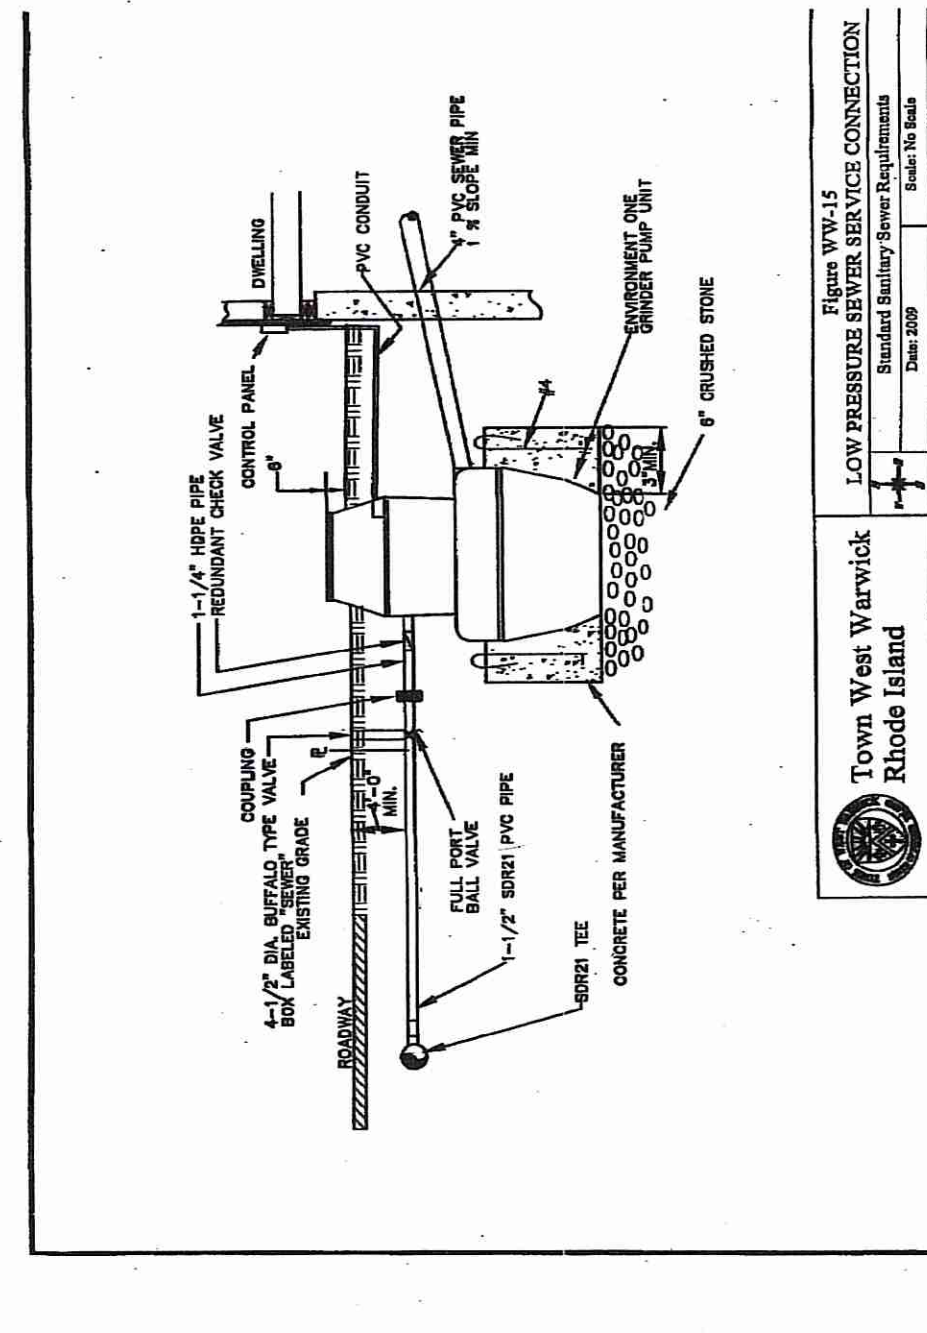 DWELLING
CONTROL PANEL
PVC CONDUIT
4" PVC SEWER PIPE
1 % SLOPE MIN
1-1/4" HDPE PIPE
REDUNDANT CHECK VALVE
6"
COUPLING
4-1/2" DIA. BUFFALO TYPE VALVE
BOX LABELED "SEWER"
EXISTING GRADE
ROADWAY
4'-0"
MIN.
FULL PORT
BALL VALVE
1-1/2" SDR21 PVC PIPE
SDR21 TEE
CONCRETE PER MANUFACTURER
ENVIRONMENT ONE
GRINDER PUMP UNIT
#4
3"MIN.
6" CRUSHED STONE
Town West Warwick
Rhode Island
Figure WW-15
LOW PRESSURE SEWER SERVICE CONNECTION
Standard Sanitary Sewer Requirements
Date: 2009
Scale: No Scale